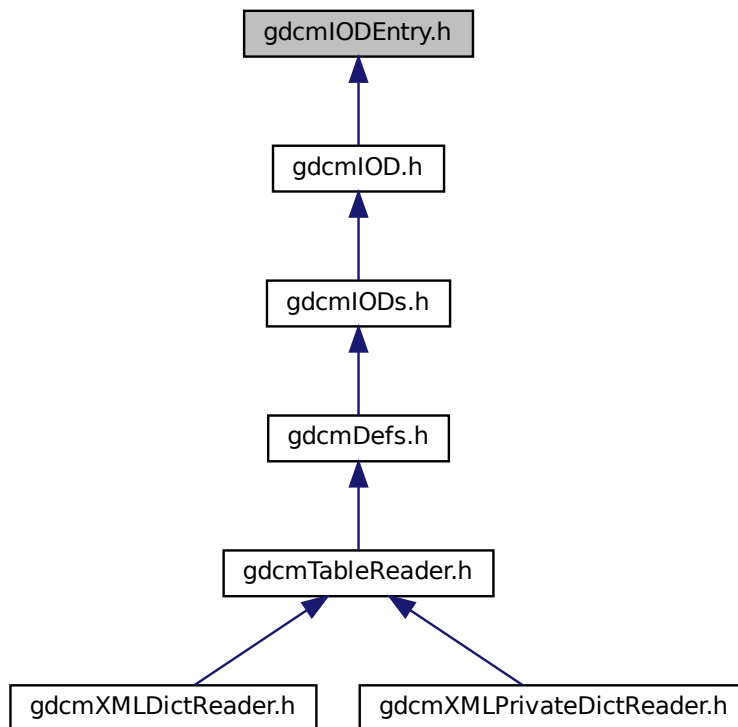 gdcmIODEntry.h
gdcmIOD.h
gdcmIODs.h
gdcmDefs.h
gdcmTableReader.h
gdcmXMLDictReader.h
gdcmXMLPrivateDictReader.h